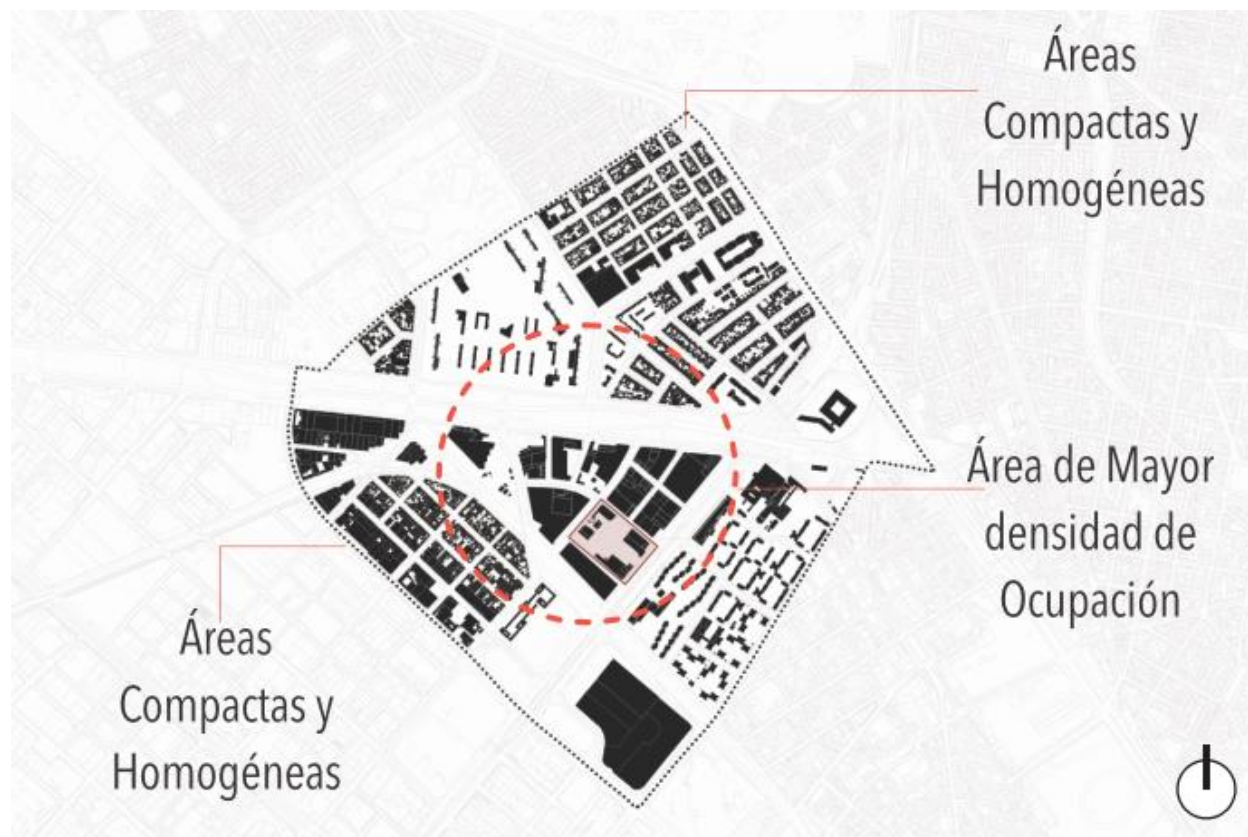 Áreas
Compactas y
Homogéneas
Área de Mayor
densidad de
Ocupación
Áreas
Compactas y
Homogéneas